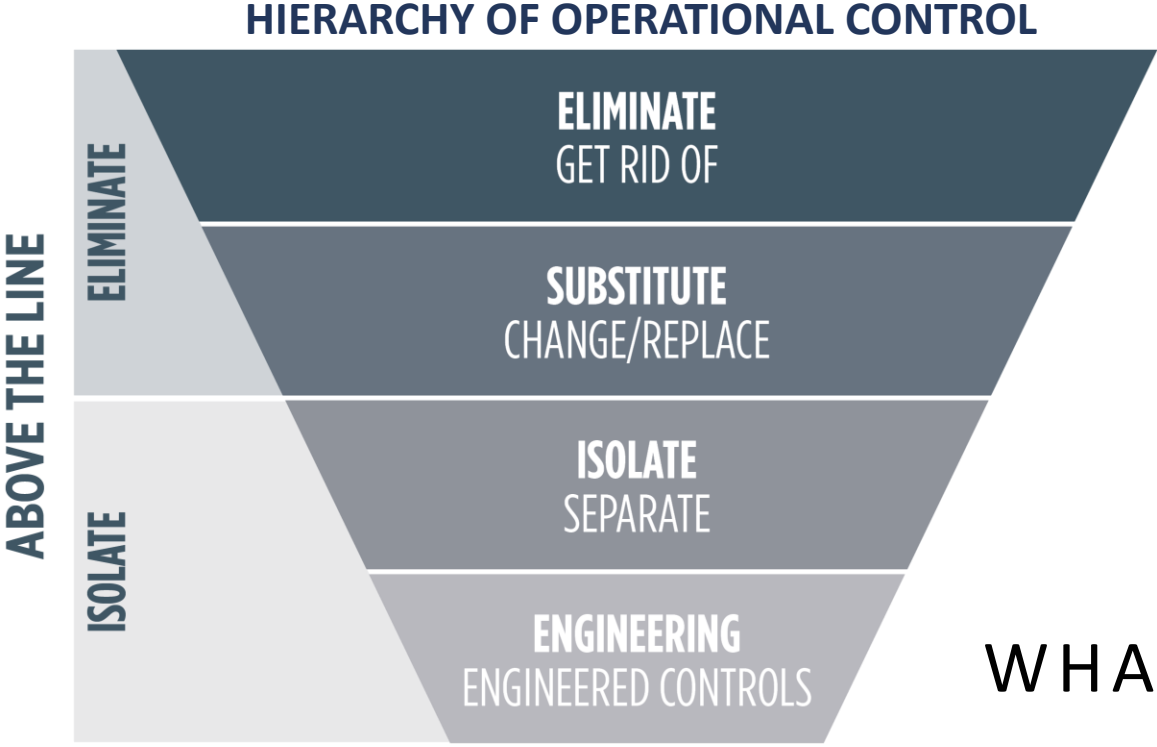 HIERARCHY OF OPERATIONAL CONTROL
ABOVE THE LINE
ELIMINATE
ELIMINATE
GET RID OF
SUBSTITUTE
CHANGE/REPLACE
ISOLATE
ISOLATE
SEPARATE
ENGINEERING
ENGINEERED CONTROLS
WHA